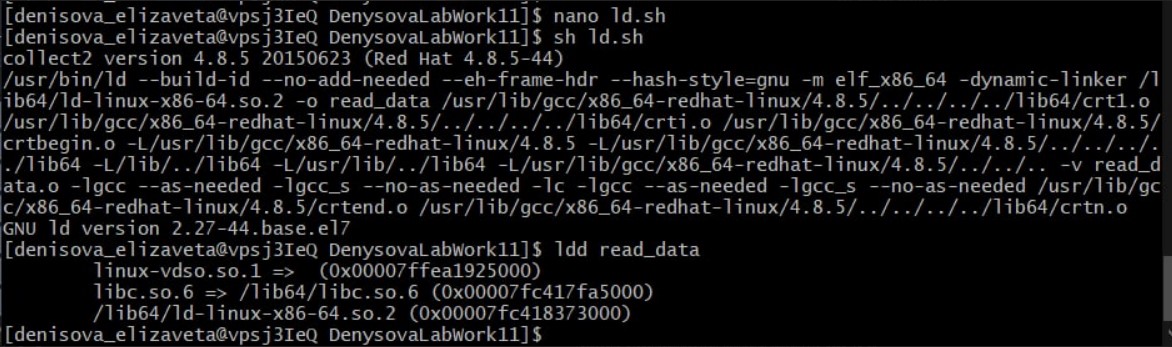 [denisova_elizaveta@vpsj3IeQ DenysovaLabWork11]$ nano ld.sh
[denisova_elizaveta@vpsj3IeQ DenysovaLabWork11]$ sh ld.sh
collect2 version 4.8.5 20150623 (Red Hat 4.8.5-44)
/usr/bin/ld --build-id --no-add-needed --eh-frame-hdr --hash-style=gnu -m elf_x86_64 -dynamic-linker /l
ib64/ld-linux-x86-64.so.2 -o read_data /usr/lib/gcc/x86_64-redhat-linux/4.8.5/../../../../lib64/crt1.o
/usr/lib/gcc/x86_64-redhat-linux/4.8.5/../../../../lib64/crti.o /usr/lib/gcc/x86_64-redhat-linux/4.8.5/
crtbegin.o -L/usr/lib/gcc/x86_64-redhat-linux/4.8.5 -L/usr/lib/gcc/x86_64-redhat-linux/4.8.5/../../../.
./lib64 -L/lib/../lib64 -L/usr/lib/../lib64 -L/usr/lib/gcc/x86_64-redhat-linux/4.8.5/../../.. -v read_d
ata.o -lgcc --as-needed -lgcc_s --no-as-needed -lc -lgcc --as-needed -lgcc_s --no-as-needed /usr/lib/gc
c/x86_64-redhat-linux/4.8.5/crtend.o /usr/lib/gcc/x86_64-redhat-linux/4.8.5/../../../../lib64/crtn.o
GNU ld version 2.27-44.base.el7
[denisova_elizaveta@vpsj3IeQ DenysovaLabWork11]$ ldd read_data
linux-vdso.so.1 =>  (0x00007ffea1925000)
libc.so.6 => /lib64/libc.so.6 (0x00007fc417fa5000)
/lib64/ld-linux-x86-64.so.2 (0x00007fc418373000)
[denisova_elizaveta@vpsj3IeQ DenysovaLabWork11]$